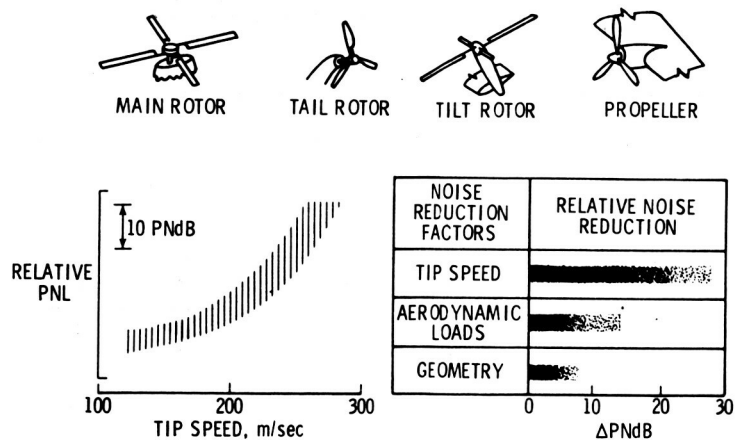 MAIN ROTOR
TAIL ROTOR
TILT ROTOR
PROPELLER
10 PNdB
RELATIVE
PNL
100
200
300
TIP SPEED, m/sec
NOISE
REDUCTION
FACTORS
RELATIVE NOISE
REDUCTION
TIP SPEED
AERODYNAMIC
LOADS
GEOMETRY
0
10
20
30
ΔPNdB